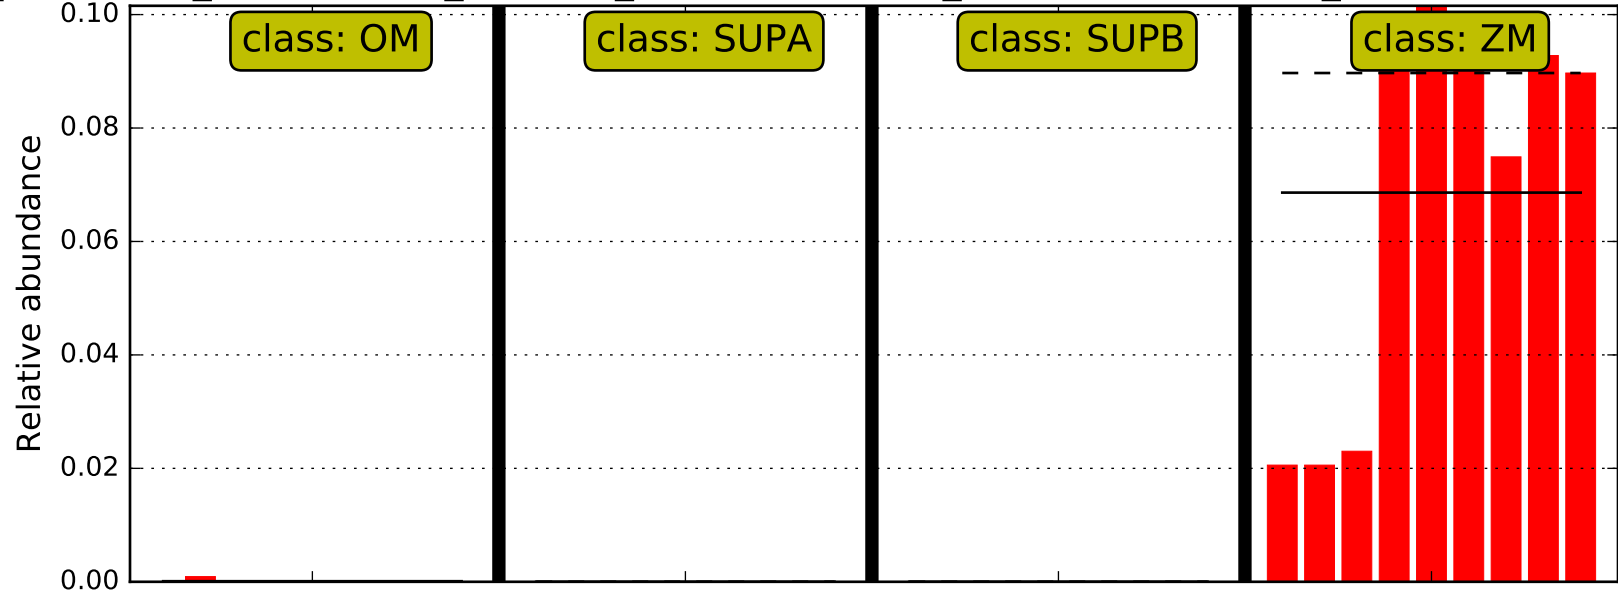 0.10
class: OM
class: SUPA
class: SUPB
class: ZM
0.08
0.06
0.04
0.02
0.00
Relative abundance